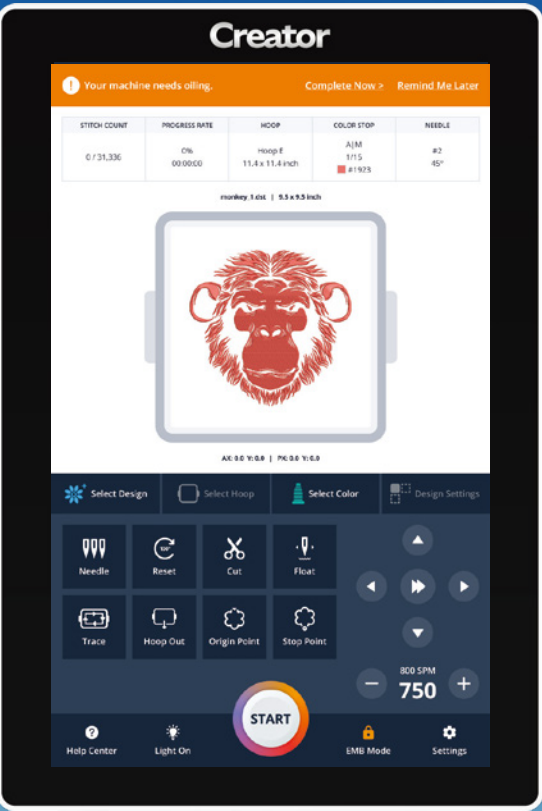 Creator
! Your machine needs oiling. Complete Now > Remind Me Later
STITCH COUNT PROGRESS RATE HOOP COLOR STOP NEEDLE
0 / 31,336 0% 00:00:00 Hoop E 11.4 x 11.4 inch A|M 1/15 #1923 #2 45°
monkey_1.dst | 9.5 x 9.5 inch
AX: 0.0 Y: 0.0 | PX: 0.0 Y: 0.0
Select Design Select Hoop Select Color Design Settings
Needle Reset Cut Float
Trace Hoop Out Origin Point Stop Point
800 SPM
− 750 +
START
Help Center Light On EMB Mode Settings